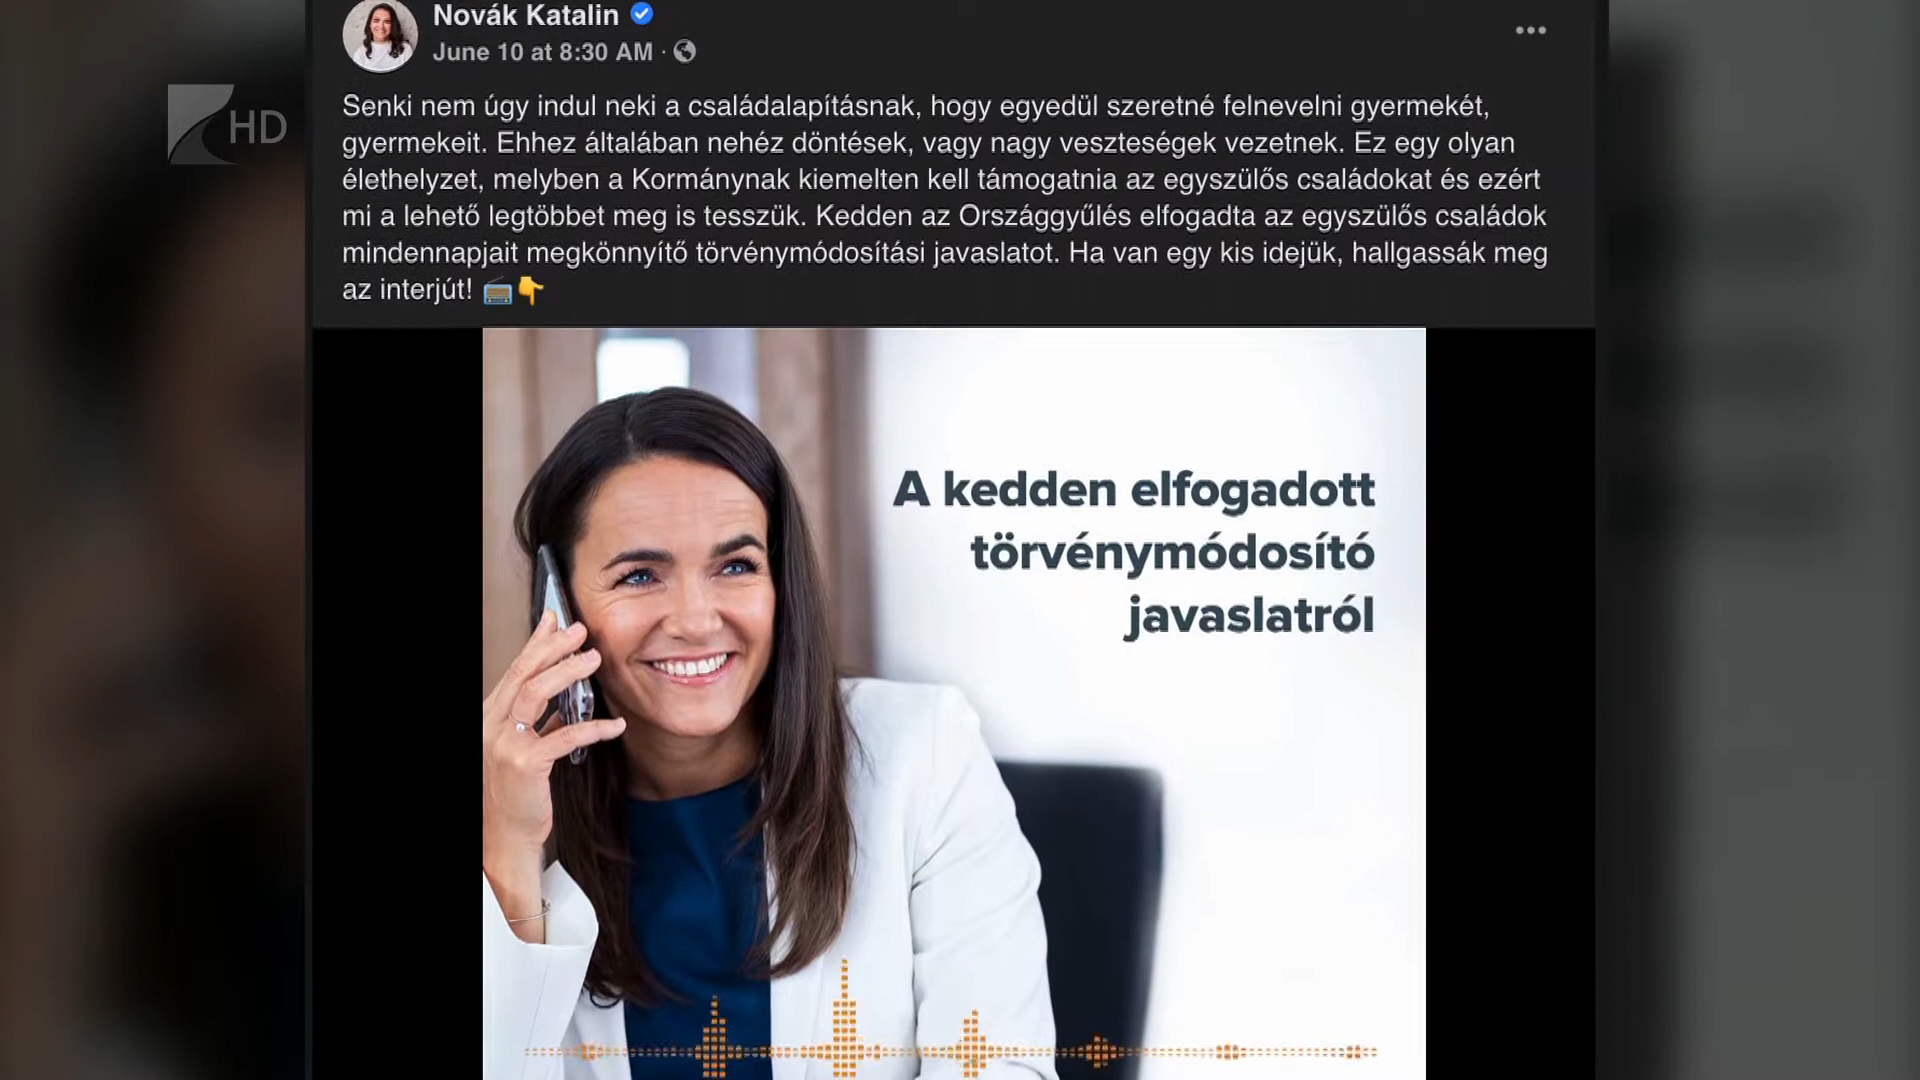 Novák Katalin
June 10 at 8:30 AM ·
HD
Senki nem úgy indul neki a családalapításnak, hogy egyedül szeretné felnevelni gyermekét,
gyermekeit. Ehhez általában nehéz döntések, vagy nagy veszteségek vezetnek. Ez egy olyan
élethelyzet, melyben a Kormánynak kiemelten kell támogatnia az egyszülős családokat és ezért
mi a lehető legtöbbet meg is tesszük. Kedden az Országgyűlés elfogadta az egyszülős családok
mindennapjait megkönnyítő törvénymódosítási javaslatot. Ha van egy kis idejük, hallgassák meg
az interjút! 📻👇
A kedden elfogadott
törvénymódosító
javaslatról